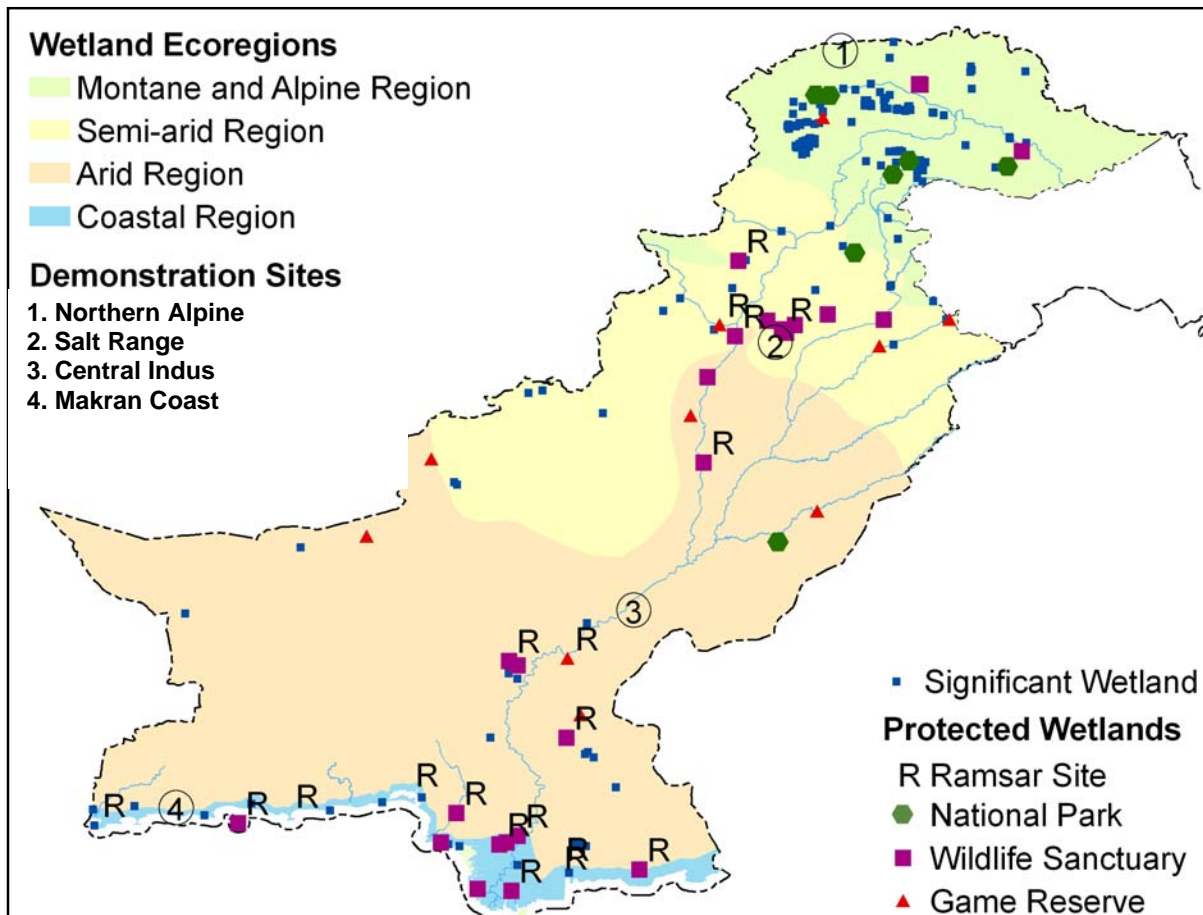 Wetland Ecoregions
Montane and Alpine Region
Semi-arid Region
Arid Region
Coastal Region
Demonstration Sites
1. Northern Alpine
2. Salt Range
3. Central Indus
4. Makran Coast
1
R
R
R
R
2
R
3
R
R
R
R
R
4
R
R
R
R
R
R
R
R
R
Significant Wetland
Protected Wetlands
R Ramsar Site
National Park
Wildlife Sanctuary
Game Reserve